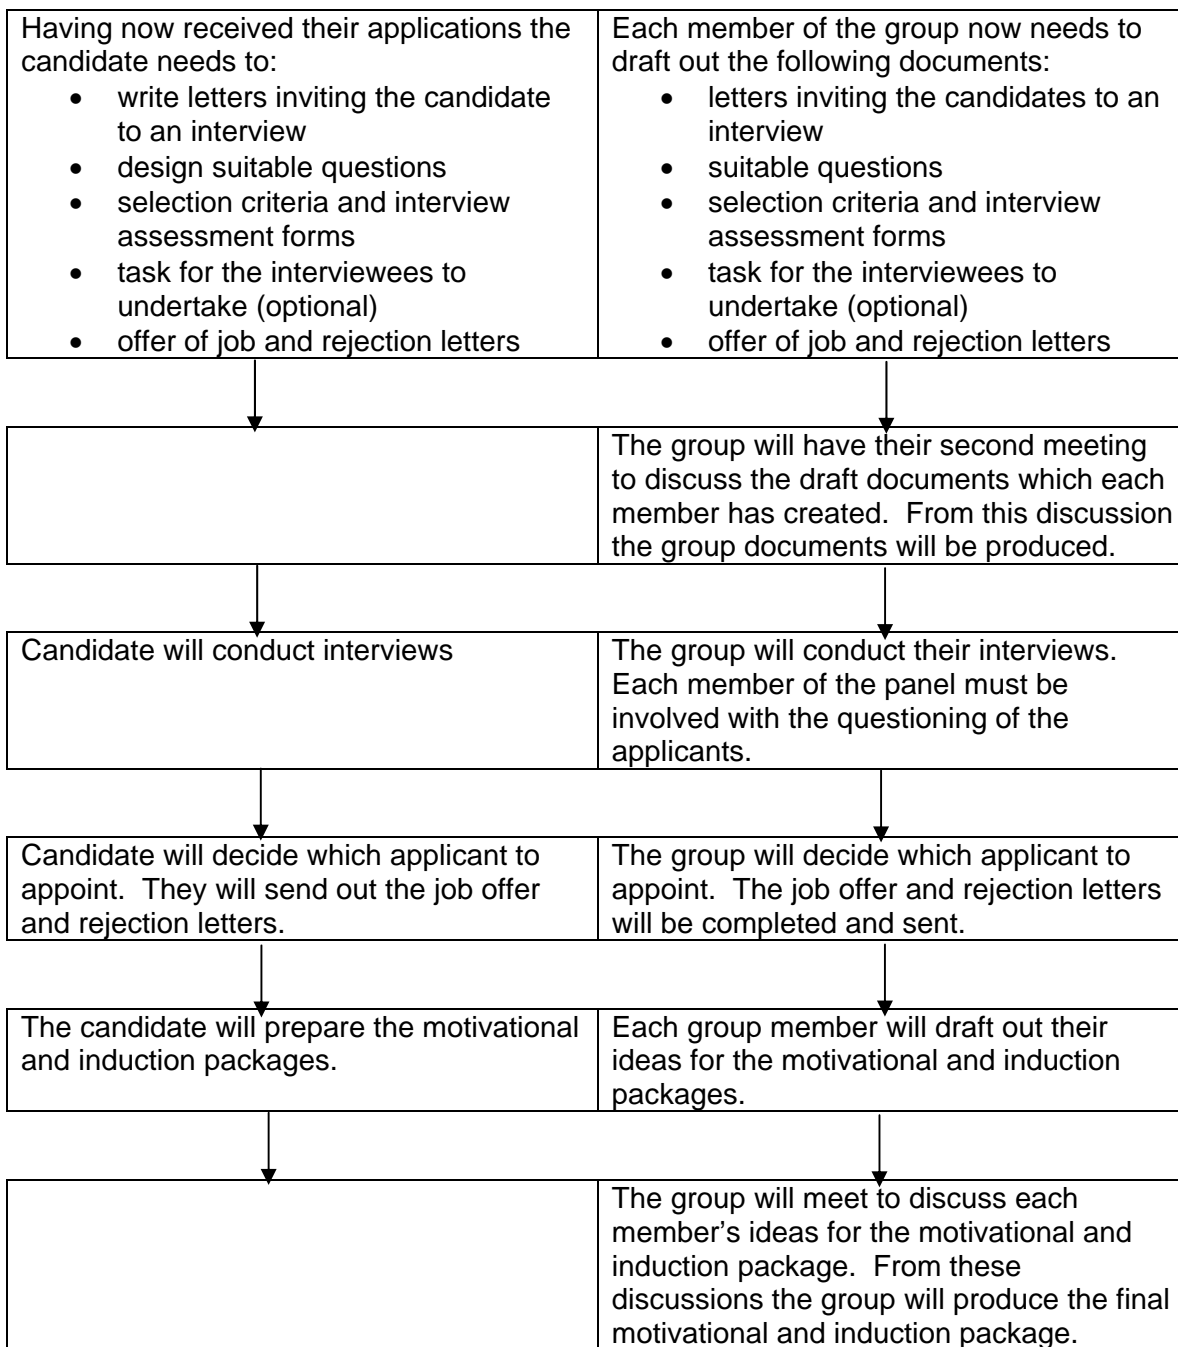 Having now received their applications the
candidate needs to:
• write letters inviting the candidate
to an interview
• design suitable questions
• selection criteria and interview
assessment forms
• task for the interviewees to
undertake (optional)
• offer of job and rejection letters
Each member of the group now needs to
draft out the following documents:
• letters inviting the candidates to an
interview
• suitable questions
• selection criteria and interview
assessment forms
• task for the interviewees to
undertake (optional)
• offer of job and rejection letters
The group will have their second meeting
to discuss the draft documents which each
member has created.  From this discussion
the group documents will be produced.
Candidate will conduct interviews
The group will conduct their interviews.
Each member of the panel must be
involved with the questioning of the
applicants.
Candidate will decide which applicant to
appoint.  They will send out the job offer
and rejection letters.
The group will decide which applicant to
appoint.  The job offer and rejection letters
will be completed and sent.
The candidate will prepare the motivational
and induction packages.
Each group member will draft out their
ideas for the motivational and induction
packages.
The group will meet to discuss each
member’s ideas for the motivational and
induction package.  From these
discussions the group will produce the final
motivational and induction package.